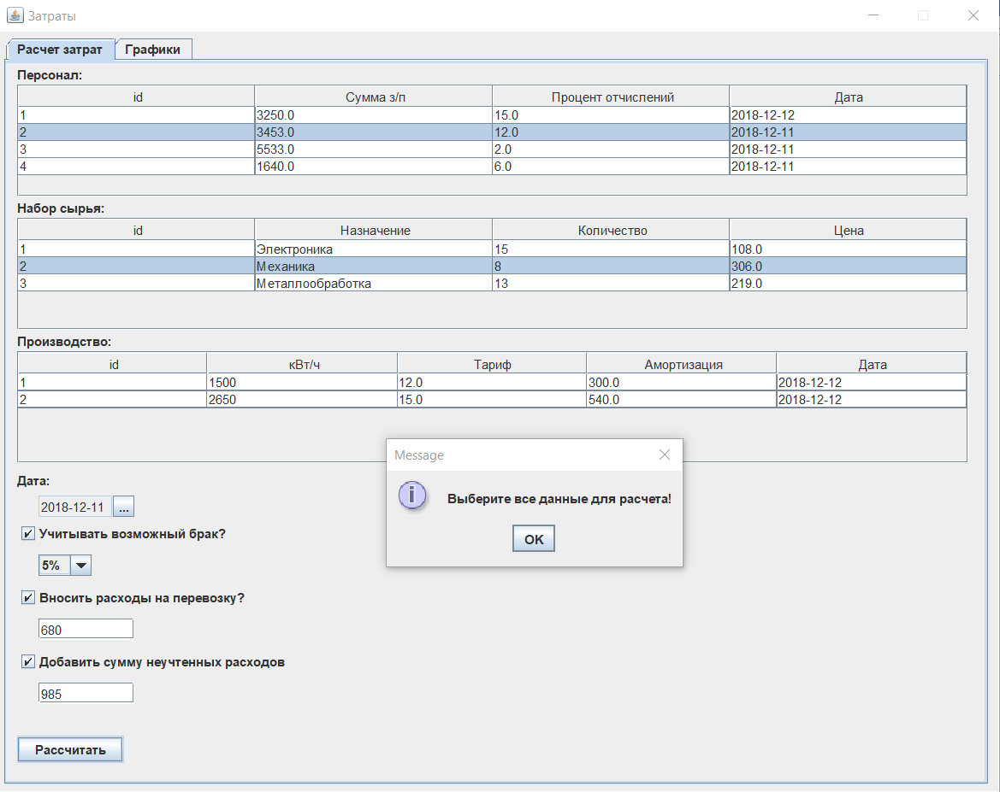 Затраты
Расчет затрат Графики
Персонал:
id Сумма з/п Процент отчислений Дата
1 3250.0 15.0 2018-12-12
2 3453.0 12.0 2018-12-11
3 5533.0 2.0 2018-12-11
4 1640.0 6.0 2018-12-11
Набор сырья:
id Назначение Количество Цена
1 Электроника 15 108.0
2 Механика 8 306.0
3 Металлообработка 13 219.0
Производство:
id кВт/ч Тариф Амортизация Дата
1 1500 12.0 300.0 2018-12-12
2 2650 15.0 540.0 2018-12-12
Message
Выберите все данные для расчета!
OK
Дата:
2018-12-11 ...
Учитывать возможный брак?
5%
Вносить расходы на перевозку?
680
Добавить сумму неучтенных расходов
985
Рассчитать